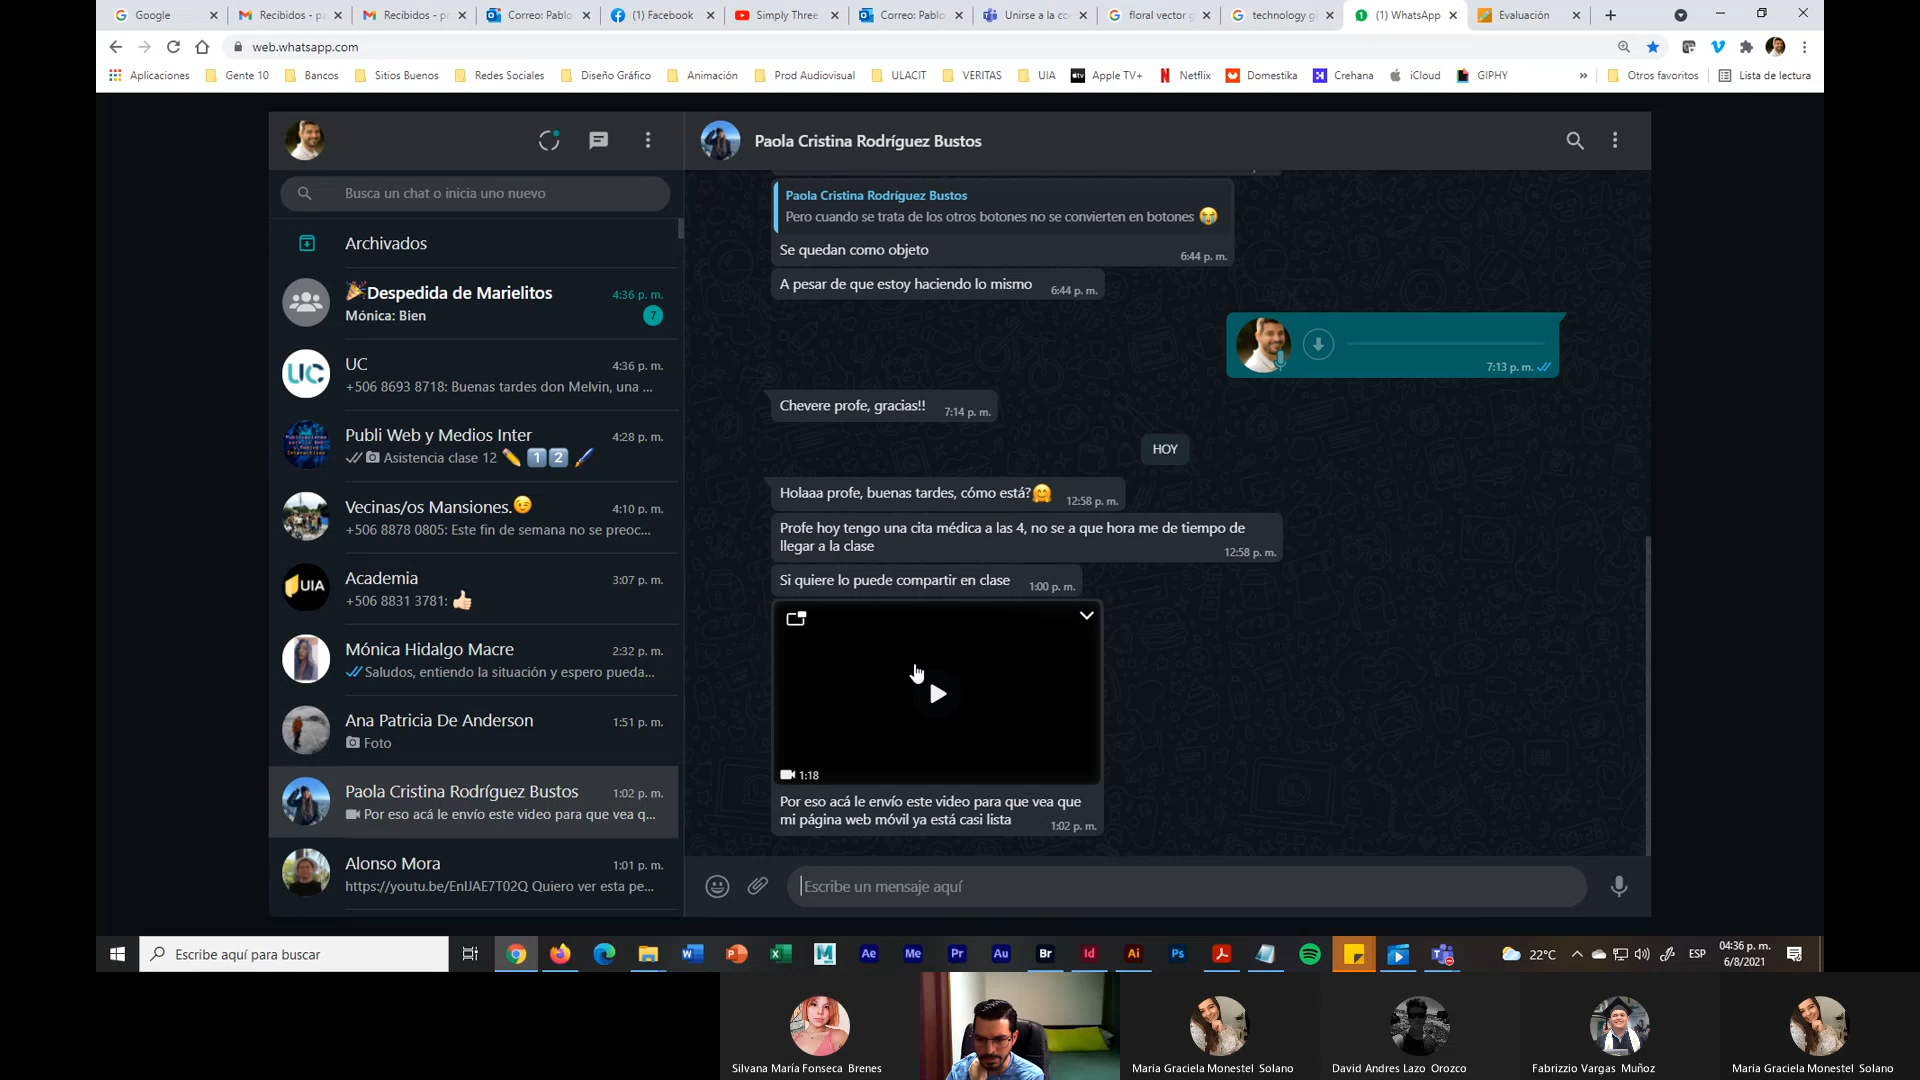 Google
Recibidos - pa
Recibidos - pr
Correo: Pablo
(1) Facebook
Simply Three
Correo: Pablo
Unirse a la co
floral vector g
technology gl
(1) WhatsApp
Evaluación
web.whatsapp.com
Aplicaciones
Gente 10
Bancos
Sitios Buenos
Redes Sociales
Diseño Gráfico
Animación
Prod Audiovisual
ULACIT
VERITAS
UIA
Apple TV+
Netflix
Domestika
Crehana
iCloud
GIPHY
»
Otros favoritos
Lista de lectura
Busca un chat o inicia uno nuevo
Archivados
🎉Despedida de Marielitos 4:36 p. m.
Mónica: Bien 7
UC 4:36 p. m.
+506 8693 8718: Buenas tardes don Melvin, una ...
Publi Web y Medios Inter 4:28 p. m.
Asistencia clase 12 ✏️ 1️⃣ 2️⃣ 🖌️
Vecinas/os Mansiones.😉 4:10 p. m.
+506 8878 0805: Este fin de semana no se preoc...
UIA
Academia 3:07 p. m.
+506 8831 3781: 👍🏻
Mónica Hidalgo Macre 2:32 p. m.
Saludos, entiendo la situación y espero pueda...
Ana Patricia De Anderson 1:51 p. m.
Foto
Paola Cristina Rodríguez Bustos 1:02 p. m.
Por eso acá le envío este video para que vea q...
Alonso Mora 1:01 p. m.
https://youtu.be/EnIJAE7T02Q Quiero ver esta pe...
Paola Cristina Rodríguez Bustos
Paola Cristina Rodríguez Bustos
Pero cuando se trata de los otros botones no se convierten en botones 😭
Se quedan como objeto
6:44 p. m.
A pesar de que estoy haciendo lo mismo 6:44 p. m.
7:13 p. m.
Chevere profe, gracias!! 7:14 p. m.
HOY
Holaaa profe, buenas tardes, cómo está?🤗 12:58 p. m.
Profe hoy tengo una cita médica a las 4, no se a que hora me de tiempo de
llegar a la clase 12:58 p. m.
Si quiere lo puede compartir en clase 1:00 p. m.
1:18
Por eso acá le envío este video para que vea que
mi página web móvil ya está casi lista 1:02 p. m.
Escribe un mensaje aquí
Escribe aquí para buscar
Ae
Me
Pr
Au
Br
Id
Ai
Ps
22°C
ESP
04:36 p. m.
6/8/2021
Silvana María Fonseca Brenes
Maria Graciela Monestel Solano
David Andres Lazo Orozco
Fabrizzio Vargas Muñoz
Maria Graciela Monestel Solano